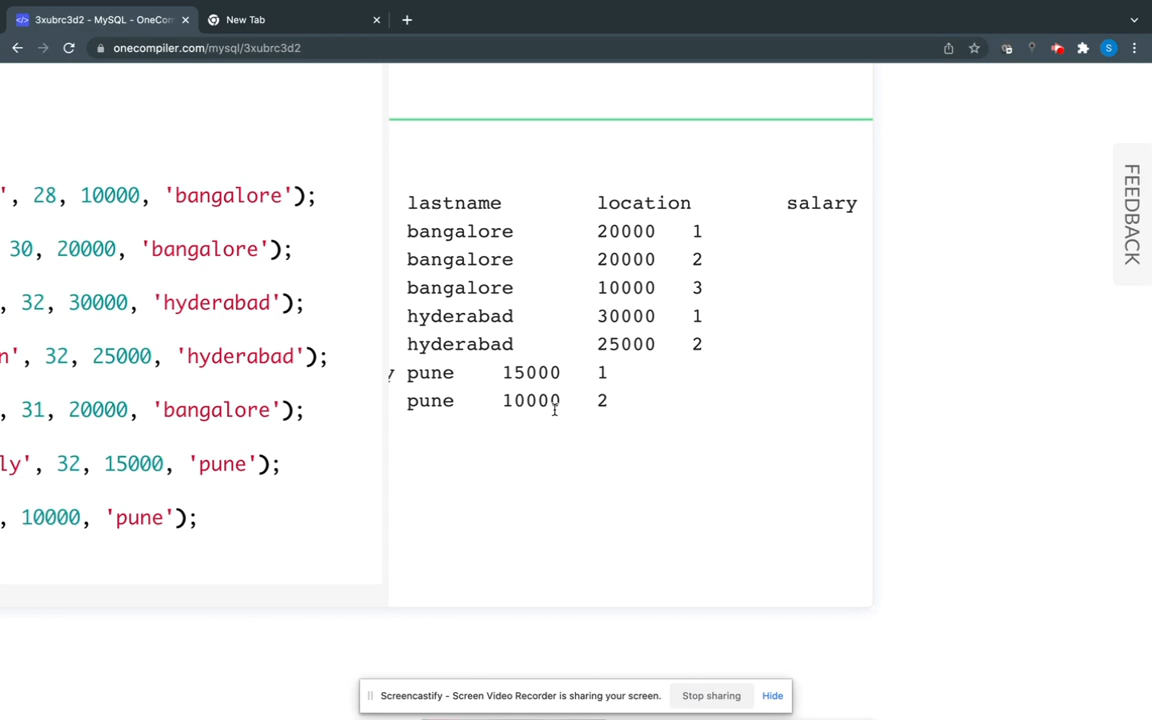 3xubrc3d2 - MySQL - OneCom
New Tab
onecompiler.com/mysql/3xubrc3d2
S
FEEDBACK
', 28, 10000, 'bangalore');
30, 20000, 'bangalore');
, 32, 30000, 'hyderabad');
n', 32, 25000, 'hyderabad');
, 31, 20000, 'bangalore');
ly', 32, 15000, 'pune');
, 10000, 'pune');
lastname location salary
bangalore 20000 1
bangalore 20000 2
bangalore 10000 3
hyderabad 30000 1
hyderabad 25000 2
y pune 15000 1
pune 10000 2
Screencastify - Screen Video Recorder is sharing your screen. Stop sharing Hide